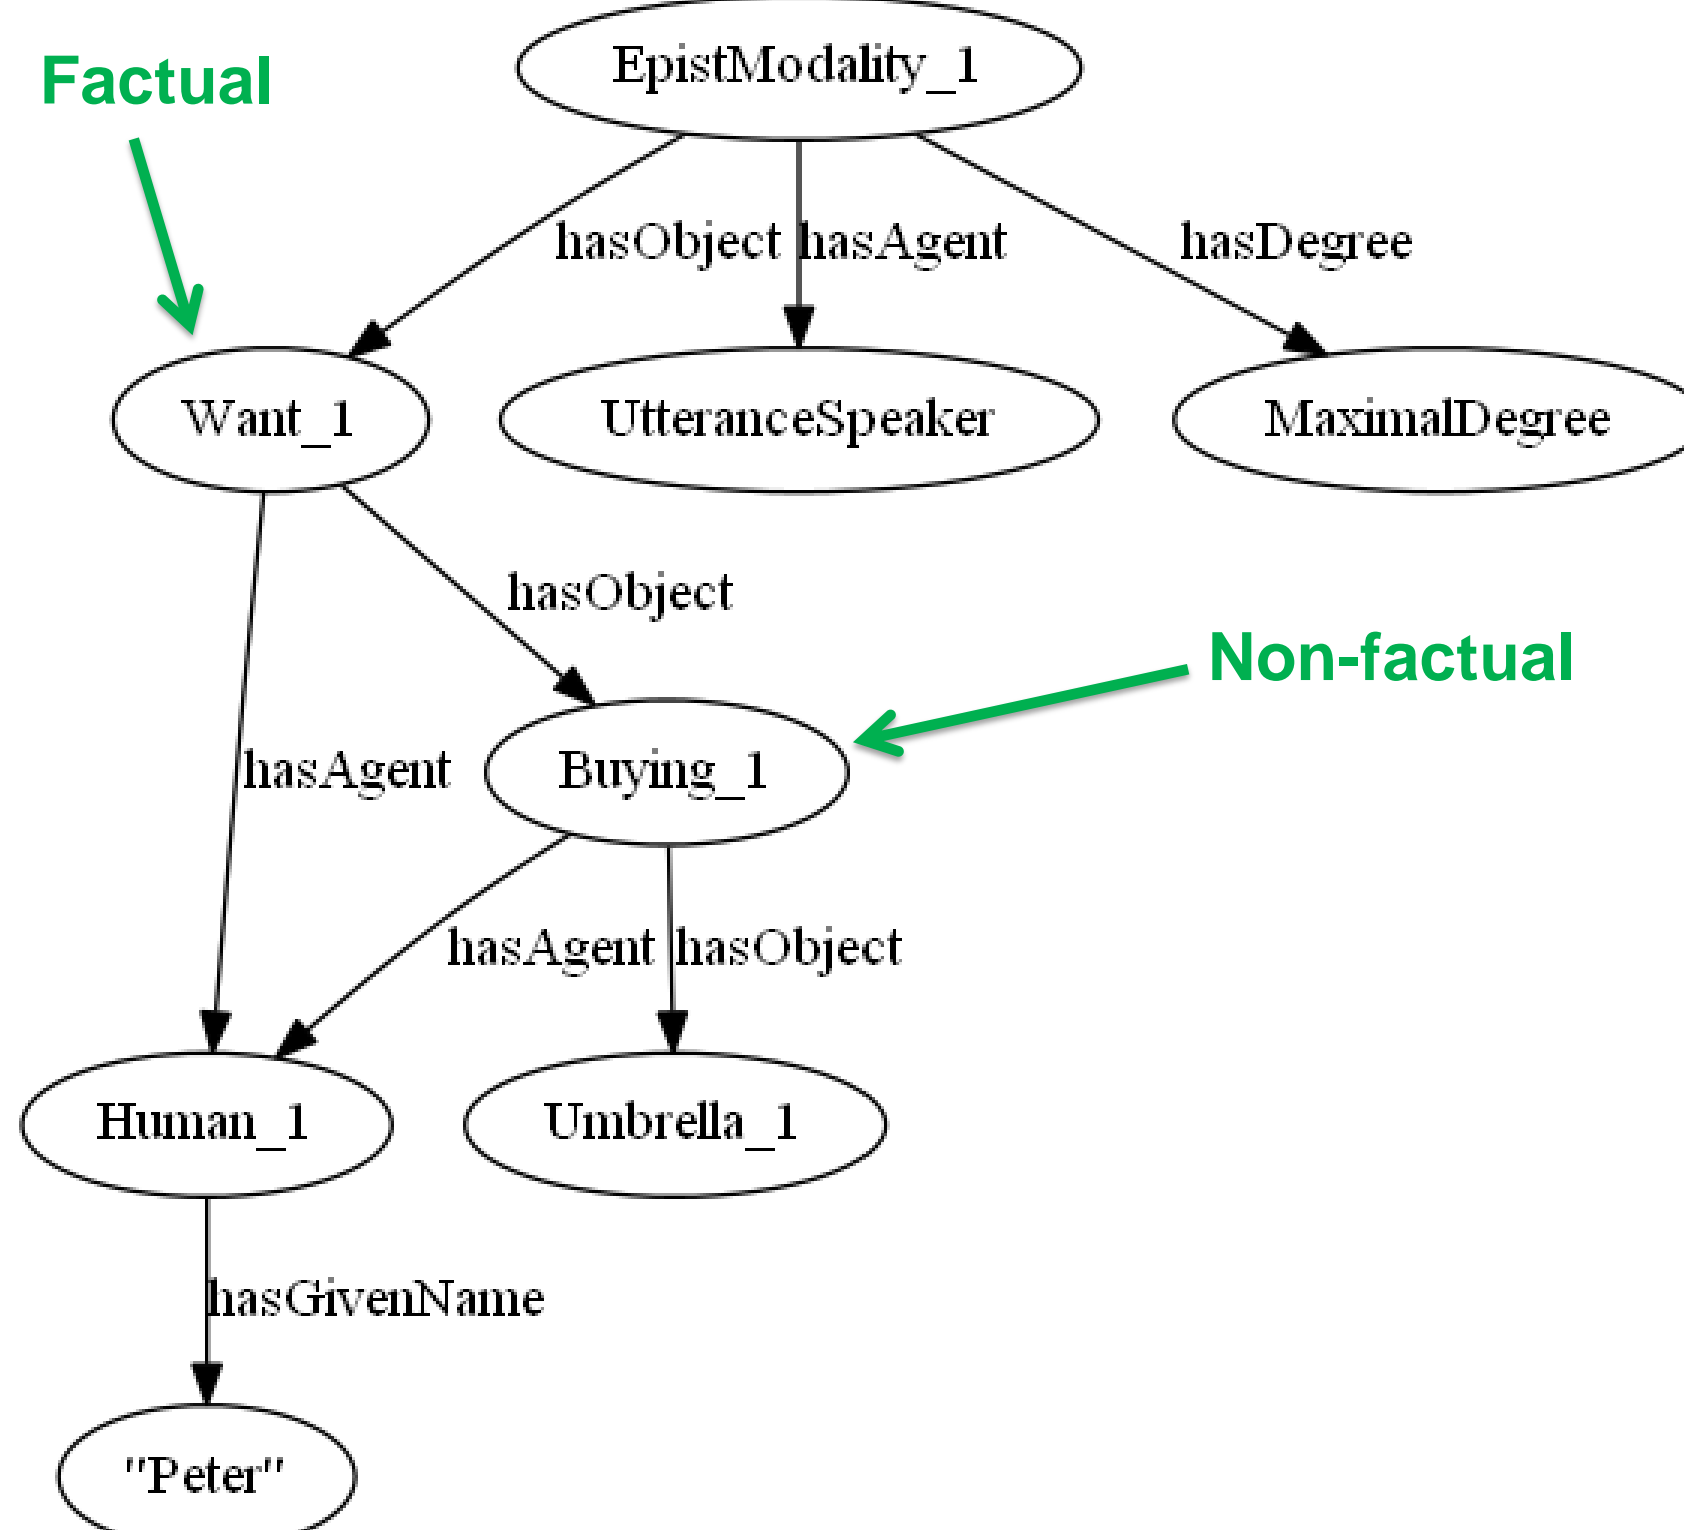 EpistModality_1
Factual
hasObject
hasAgent
hasDegree
Want_1
UtteranceSpeaker
MaximalDegree
hasObject
Non-factual
hasAgent
Buying_1
hasAgent
hasObject
Human_1
Umbrella_1
hasGivenName
"Peter"